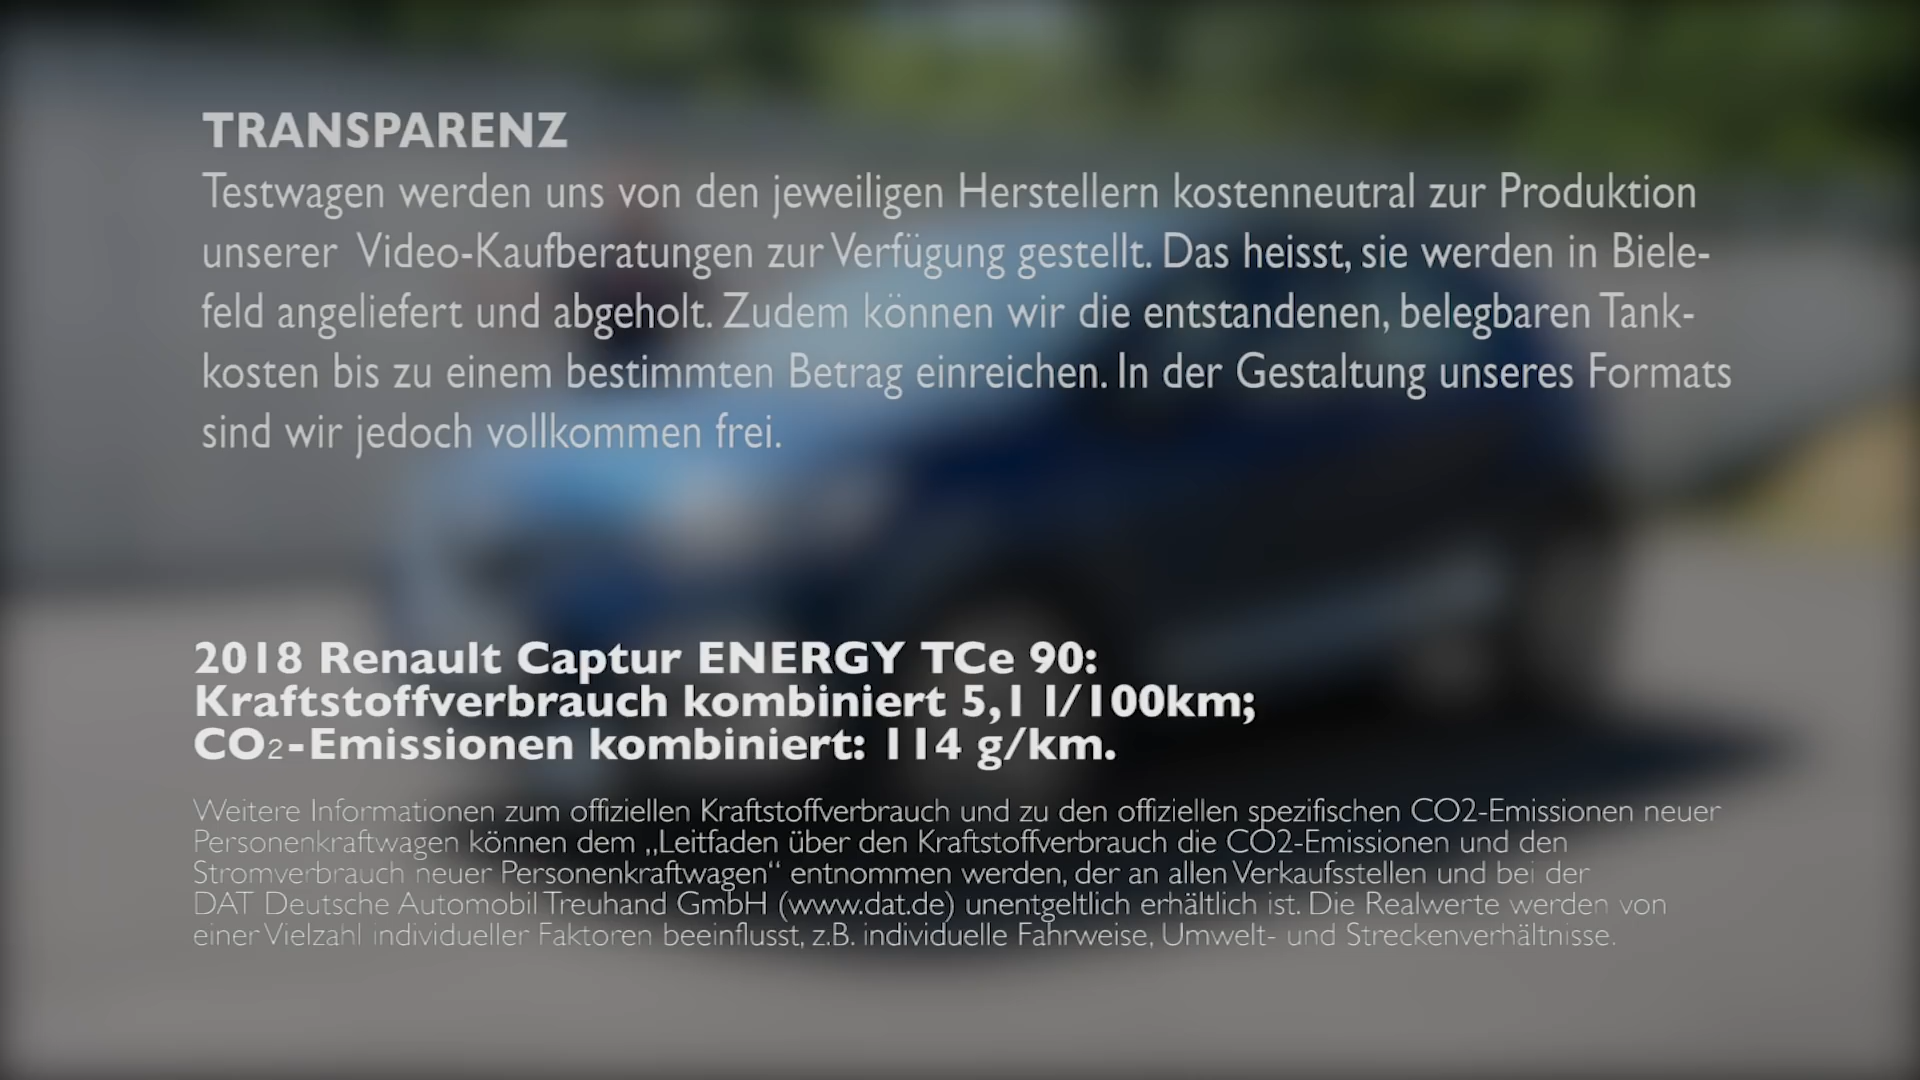 TRANSPARENZ
Testwagen werden uns von den jeweiligen Herstellern kostenneutral zur Produktion
unserer Video-Kaufberatungen zur Verfügung gestellt. Das heisst, sie werden in Biele-
feld angeliefert und abgeholt. Zudem können wir die entstandenen, belegbaren Tank-
kosten bis zu einem bestimmten Betrag einreichen. In der Gestaltung unseres Formats
sind wir jedoch vollkommen frei.
2018 Renault Captur ENERGY TCe 90:
Kraftstoffverbrauch kombiniert 5,1 l/100km;
CO2-Emissionen kombiniert: 114 g/km.
Weitere Informationen zum offiziellen Kraftstoffverbrauch und zu den offiziellen spezifischen CO2-Emissionen neuer
Personenkraftwagen können dem „Leitfaden über den Kraftstoffverbrauch die CO2-Emissionen und den
Stromverbrauch neuer Personenkraftwagen“ entnommen werden, der an allen Verkaufsstellen und bei der
DAT Deutsche Automobil Treuhand GmbH (www.dat.de) unentgeltlich erhältlich ist. Die Realwerte werden von
einer Vielzahl individueller Faktoren beeinflusst, z.B. individuelle Fahrweise, Umwelt- und Streckenverhältnisse.